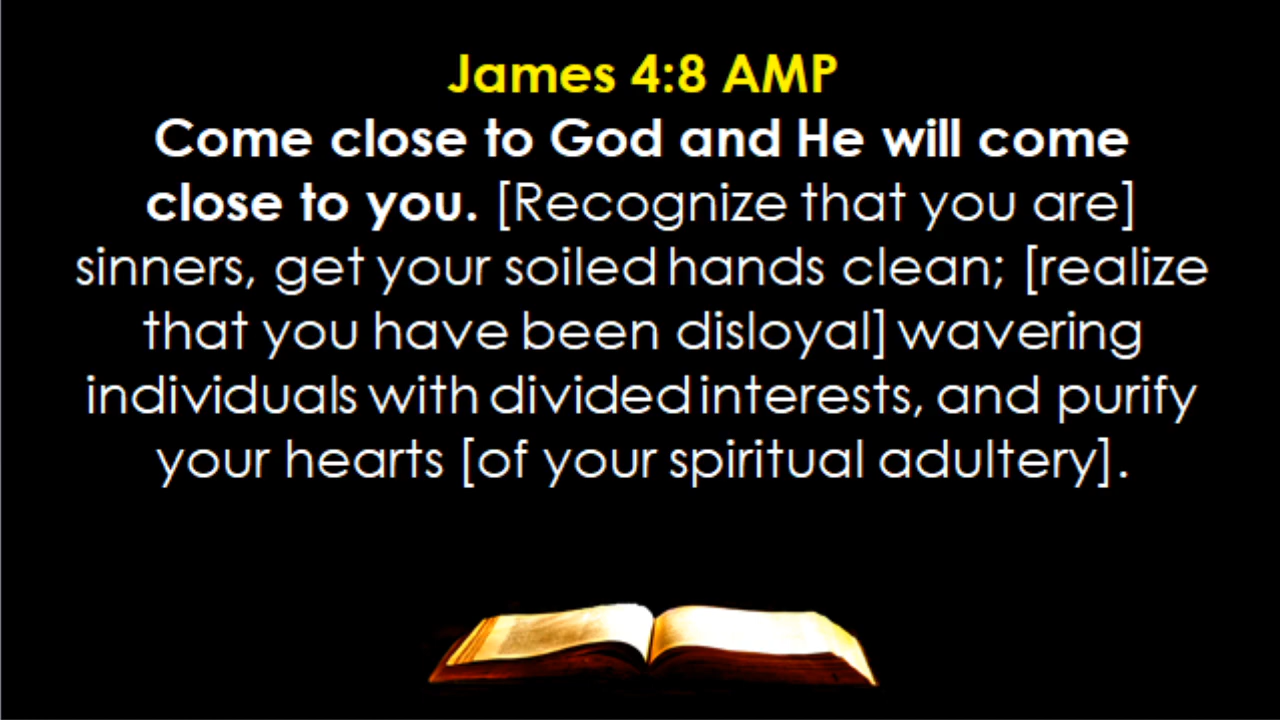 James 4:8 AMP
Come close to God and He will come
close to you. [Recognize that you are]
sinners, get your soiled hands clean; [realize
that you have been disloyal] wavering
individuals with divided interests, and purify
your hearts [of your spiritual adultery].